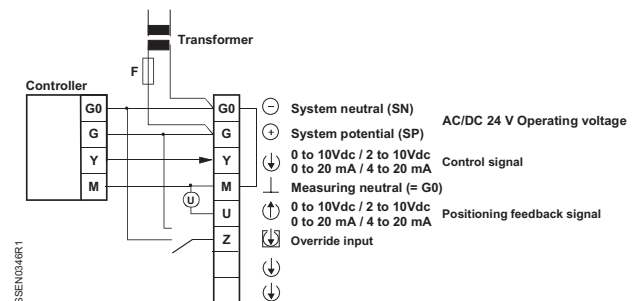 Transformer
F
Controller
G0
G
Y
M
G0
G
Y
M
U
Z
U
System neutral (SN)
System potential (SP)
AC/DC 24 V Operating voltage
0 to 10Vdc / 2 to 10Vdc
0 to 20 mA / 4 to 20 mA
Control signal
Measuring neutral (= G0)
0 to 10Vdc / 2 to 10Vdc
0 to 20 mA / 4 to 20 mA
Positioning feedback signal
Override input